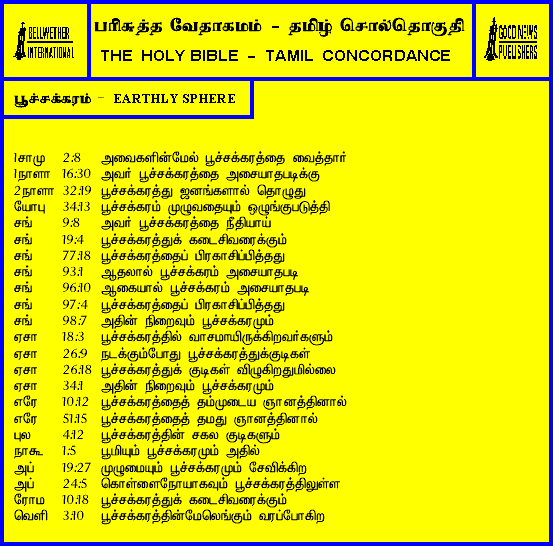 BELLWETHER
INTERNATIONAL
பரிசுத்த வேதாகமம் - தமிழ் சொல்தொகுதி
THE HOLY BIBLE - TAMIL CONCORDANCE
GOOD NEWS
PUBLISHERS
பூச்சக்கரம் - EARTHLY SPHERE
1சாமு 2:8 அவைகளின்மேல் பூச்சக்கரத்தை வைத்தார்
1நாளா 16:30 அவர் பூச்சக்கரத்தை அசையாதபடிக்கு
2நாளா 32:19 பூச்சக்கரத்து ஜனங்களால் தொழுது
யோபு 34:13 பூச்சக்கரம் முழுவதையும் ஒழுங்குபடுத்தி
சங் 9:8 அவர் பூச்சக்கரத்தை நீதியாய்
சங் 19:4 பூச்சக்கரத்துக் கடைசிவரைக்கும்
சங் 77:18 பூச்சக்கரத்தைப் பிரகாசிப்பித்தது
சங் 93:1 ஆதலால் பூச்சக்கரம் அசையாதபடி
சங் 96:10 ஆகையால் பூச்சக்கரம் அசையாதபடி
சங் 97:4 பூச்சக்கரத்தைப் பிரகாசிப்பித்தது
சங் 98:7 அதின் நிறைவும் பூச்சக்கரமும்
ஏசா 18:3 பூச்சக்கரத்தில் வாசமாயிருக்கிறவர்களும்
ஏசா 26:9 நடக்கும்போது பூச்சக்கரத்துக்குடிகள்
ஏசா 26:18 பூச்சக்கரத்துக் குடிகள் விழுகிறதுமில்லை
ஏசா 34:1 அதின் நிறைவும் பூச்சக்கரமும்
எரே 10:12 பூச்சக்கரத்தைத் தம்முடைய ஞானத்தினால்
எரே 51:15 பூச்சக்கரத்தைத் தமது ஞானத்தினால்
புல 4:12 பூச்சக்கரத்தின் சகல குடிகளும்
நாகூ 1:5 பூமியும் பூச்சக்கரமும் அதில்
அப் 19:27 முழுமையும் பூச்சக்கரமும் சேவிக்கிற
அப் 24:5 கொள்ளைநோயாகவும் பூச்சக்கரத்திலுள்ள
ரோம 10:18 பூச்சக்கரத்துக் கடைசிவரைக்கும்
வெளி 3:10 பூச்சக்கரத்தின்மேலெங்கும் வரப்போகிற